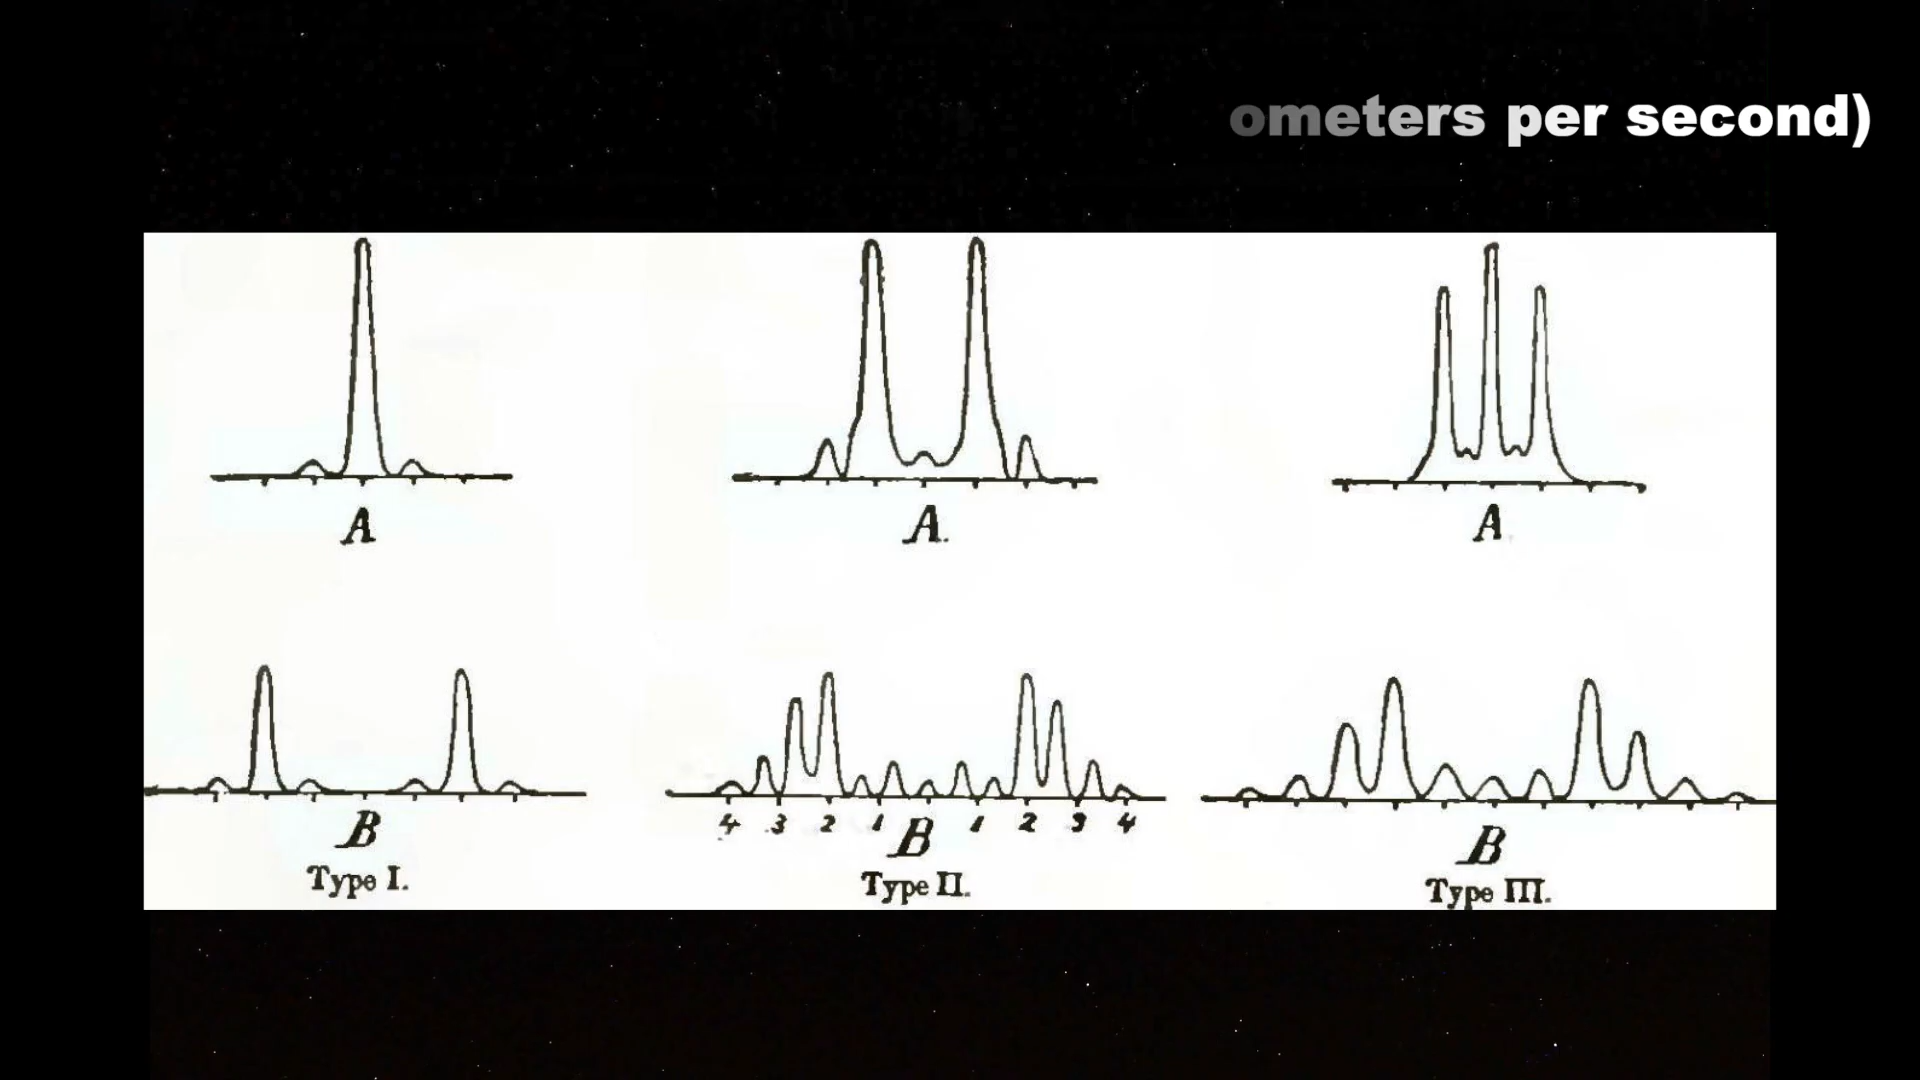 ometers per second)
A A. A
4 3 2 1 1 2 3 4
B B B
Type I. Type II. Type III.